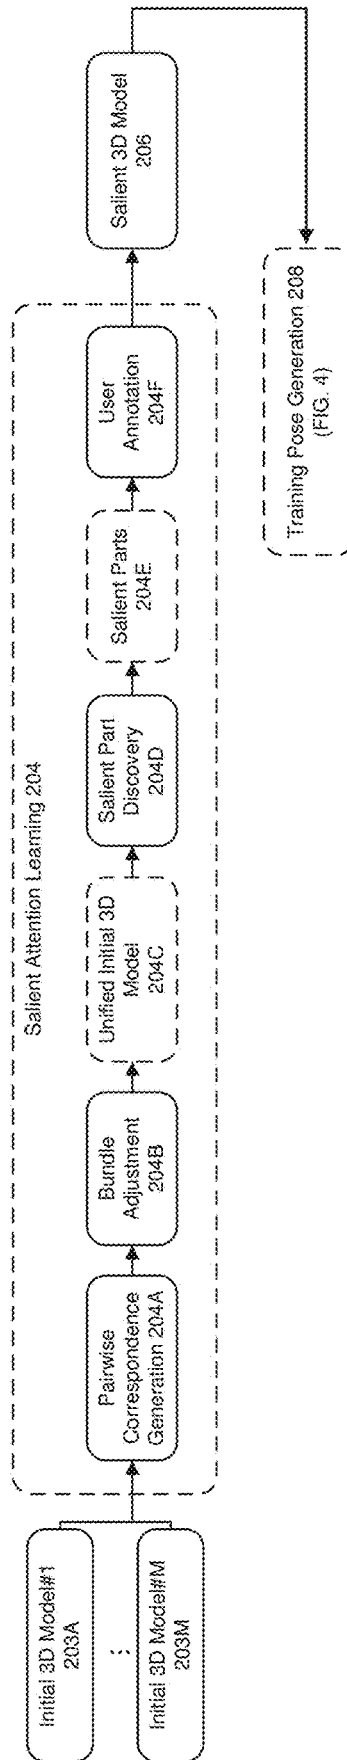 Initial 3D Model#1
203A
:
Initial 3D Model#M
203M
Salient Attention Learning 204
Pairwise
Correspondence
Generation 204A
Bundle
Adjustment
204B
Unified Initial 3D
Model
204C
Salient Part
Discovery
204D
Salient Parts
204E
User
Annotation
204F
Salient 3D Model
206
Training Pose Generation 208
(FIG. 4)